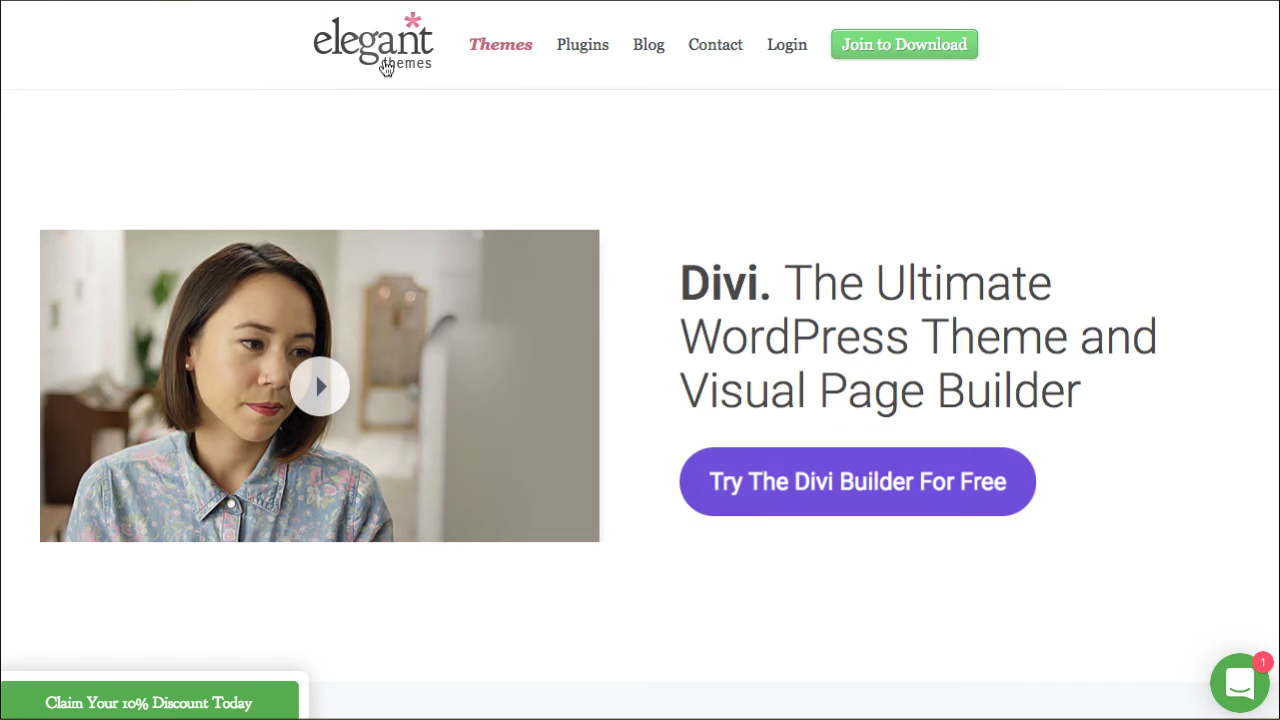 elegant
themes
Themes
Plugins
Blog
Contact
Login
Join to Download
Divi. The Ultimate
WordPress Theme and
Visual Page Builder
Try The Divi Builder For Free
Claim Your 10% Discount Today
1